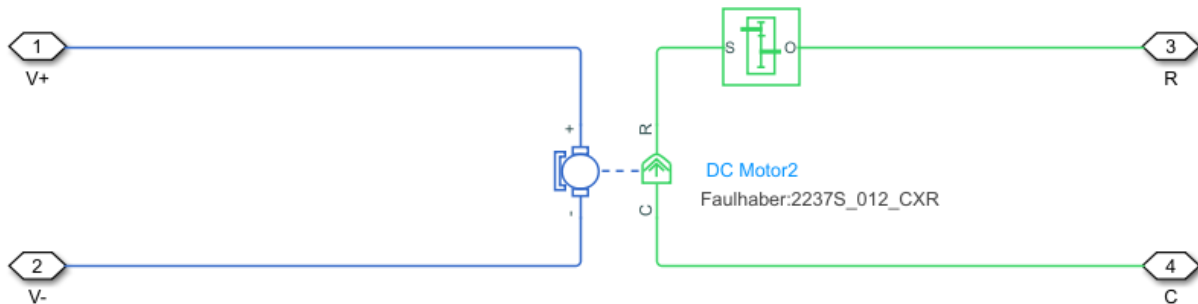 1
V+
+
R
S
O
3
R
DC Motor2
Faulhaber:2237S_012_CXR
-
C
2
V-
4
C